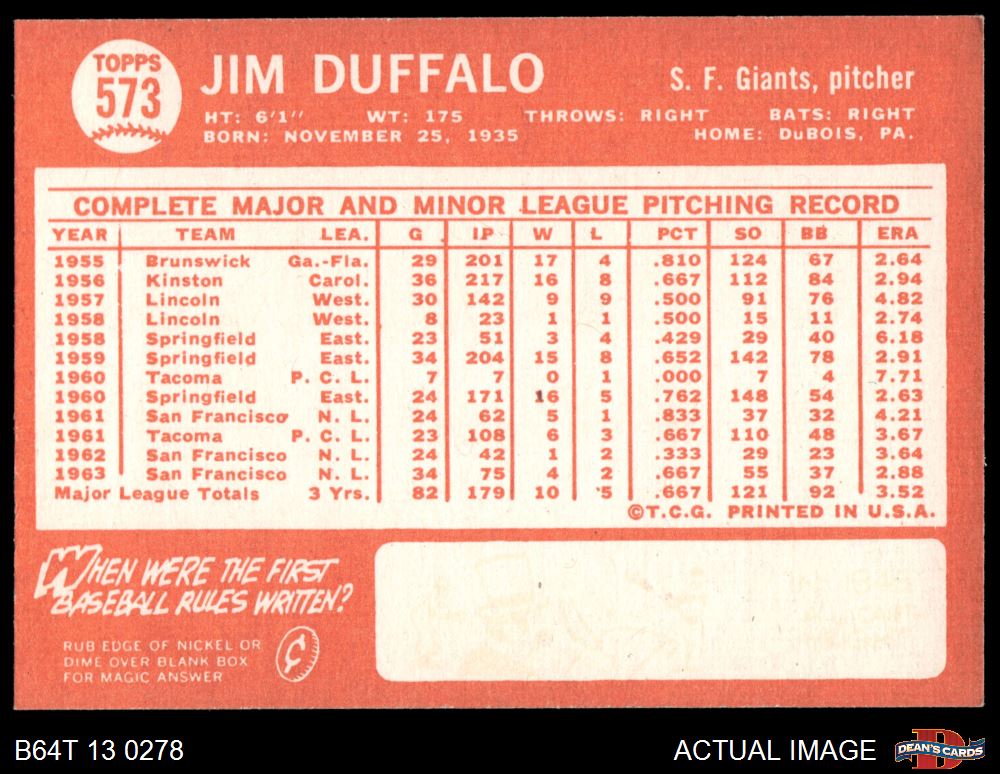 TOPPS
573
JIM DUFFALO
S. F. Giants, pitcher
HT: 6'1'' WT: 175 THROWS: RIGHT BATS: RIGHT
BORN: NOVEMBER 25, 1935 HOME: DuBOIS, PA.
COMPLETE MAJOR AND MINOR LEAGUE PITCHING RECORD
YEAR TEAM LEA. G IP W L PCT SO BB ERA
1955 Brunswick Ga.-Fla. 29 201 17 4 .810 124 67 2.64
1956 Kinston Carol. 36 217 16 8 .667 112 84 2.94
1957 Lincoln West. 30 142 9 9 .500 91 76 4.82
1958 Lincoln West. 8 23 1 1 .500 15 11 2.74
1958 Springfield East. 23 51 3 4 .429 29 40 6.18
1959 Springfield East. 34 204 15 8 .652 142 78 2.91
1960 Tacoma P. C. L. 7 7 0 1 .000 7 4 7.71
1960 Springfield East. 24 171 16 5 .762 148 54 2.63
1961 San Francisco N. L. 24 62 5 1 .833 37 32 4.21
1961 Tacoma P. C. L. 23 108 6 3 .667 110 48 3.67
1962 San Francisco N. L. 24 42 1 2 .333 29 23 3.64
1963 San Francisco N. L. 34 75 4 2 .667 55 37 2.88
Major League Totals 3 Yrs. 82 179 10 5 .667 121 92 3.52
©T.C.G. PRINTED IN U.S.A.
WHEN WERE THE FIRST
BASEBALL RULES WRITTEN?
RUB EDGE OF NICKEL OR
DIME OVER BLANK BOX
FOR MAGIC ANSWER
¢
B64T 13 0278
ACTUAL IMAGE
DEAN'S CARDS